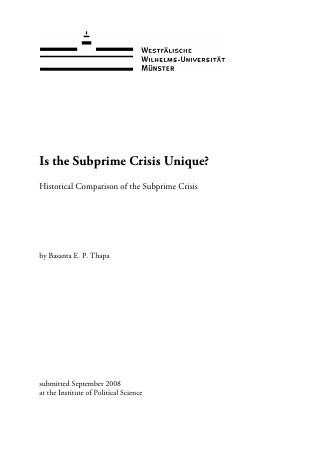 Westfälische
Wilhelms-Universität
Münster
Is the Subprime Crisis Unique?
Historical Comparison of the Subprime Crisis
by Basanta E. P. Thapa
submitted September 2008
at the Institute of Political Science